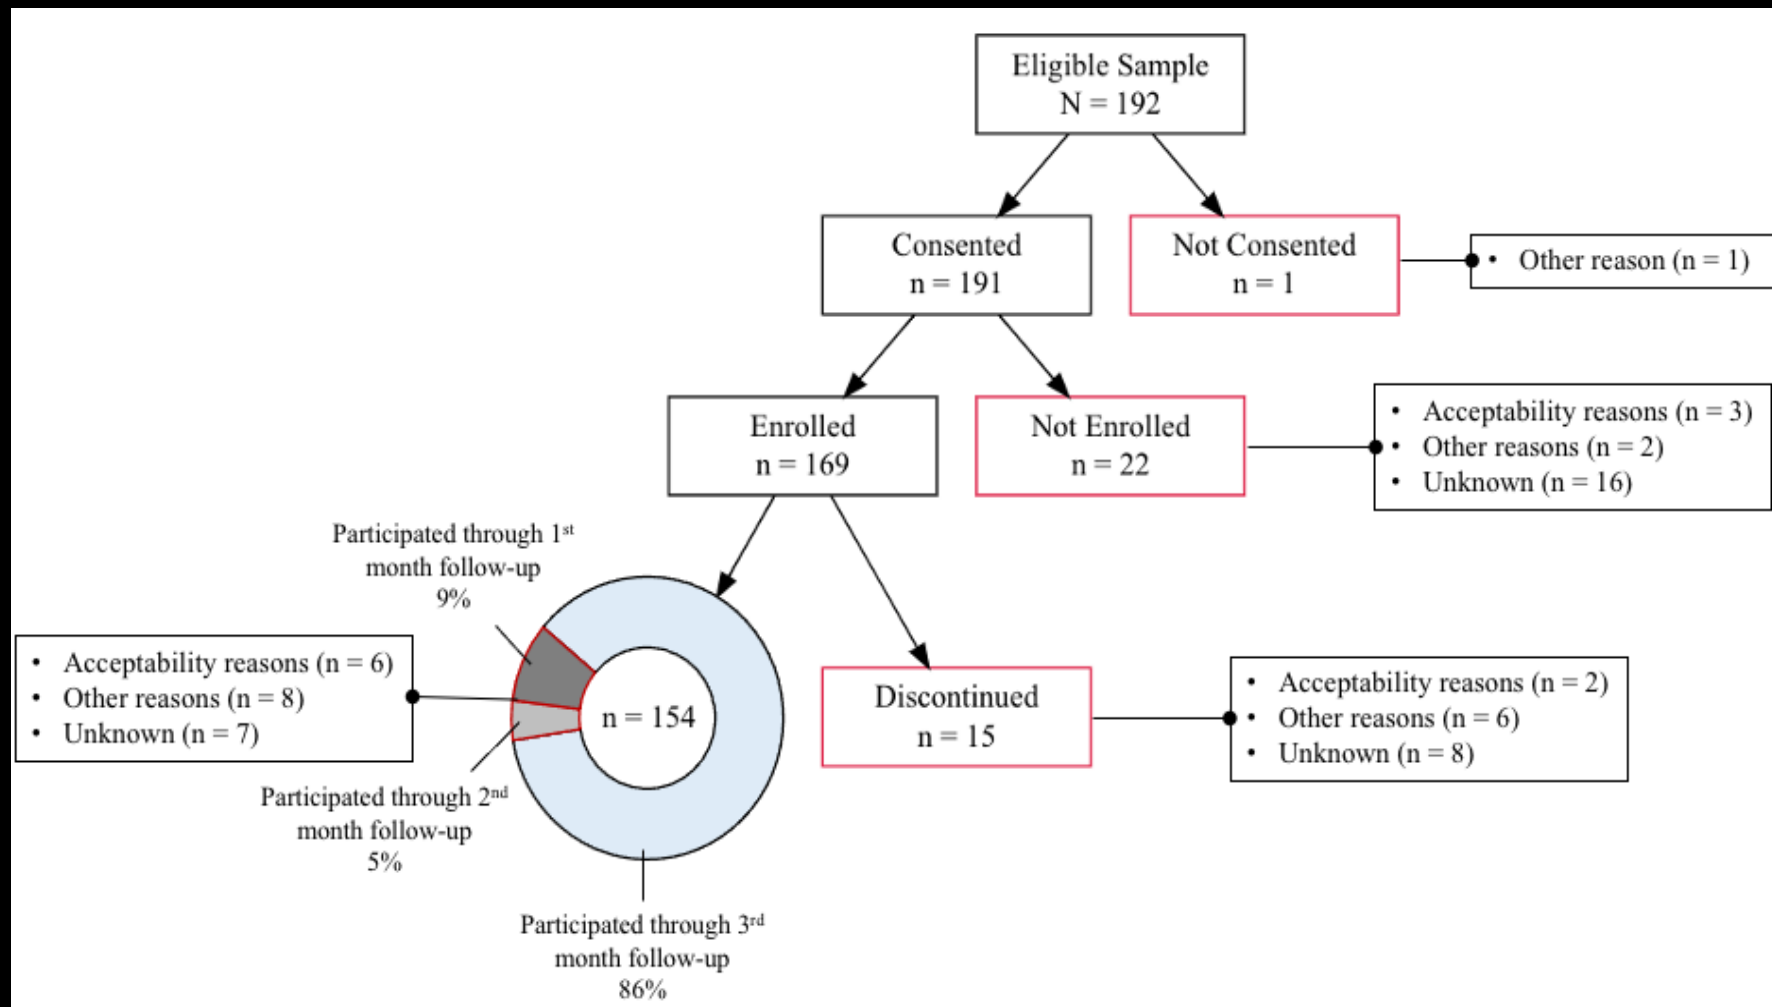 Eligible Sample
N = 192
Consented
n = 191
Not Consented
n = 1
• Other reason (n = 1)
Enrolled
n = 169
Not Enrolled
n = 22
• Acceptability reasons (n = 3)
• Other reasons (n = 2)
• Unknown (n = 16)
Participated through 1st
month follow-up
9%
• Acceptability reasons (n = 6)
• Other reasons (n = 8)
• Unknown (n = 7)
n = 154
Discontinued
n = 15
• Acceptability reasons (n = 2)
• Other reasons (n = 6)
• Unknown (n = 8)
Participated through 2nd
month follow-up
5%
Participated through 3rd
month follow-up
86%